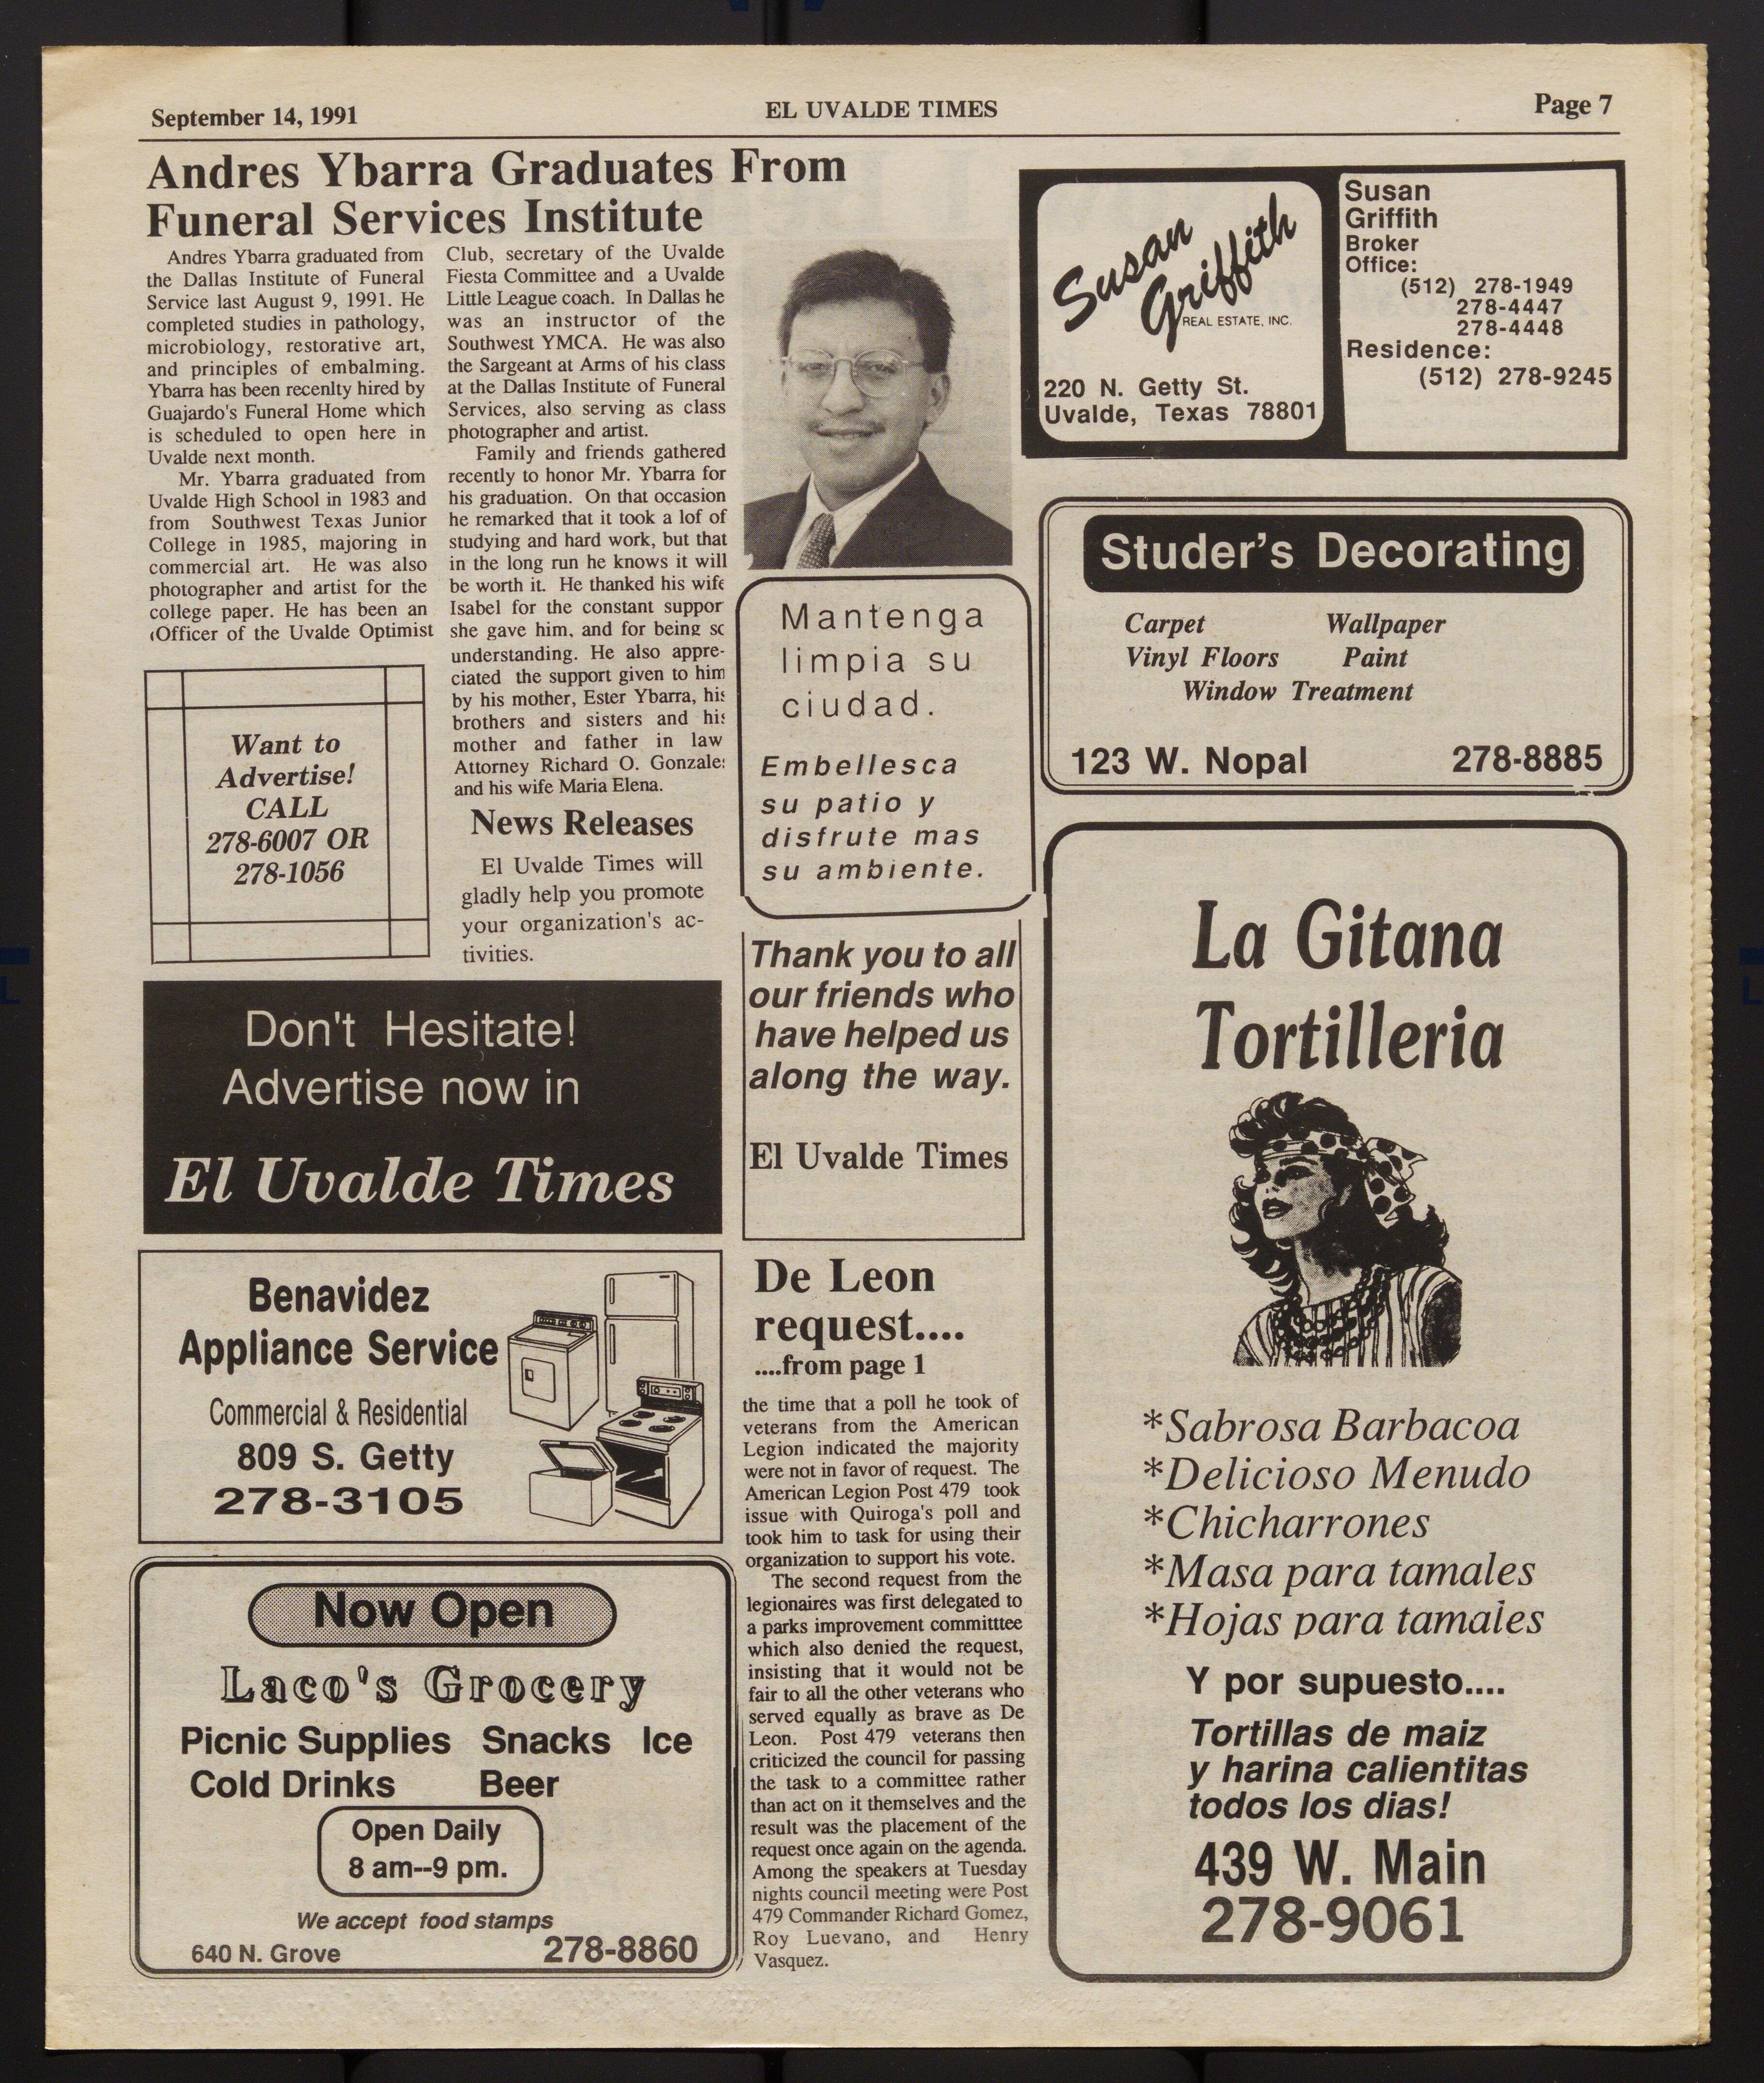 September 14, 1991
EL UVALDE TIMES
Page 7
Andres Ybarra Graduates From
Funeral Services Institute
Andres Ybarra graduated from
the Dallas Institute of Funeral
Service last August 9, 1991. He
completed studies in pathology,
microbiology, restorative art,
and principles of embalming.
Ybarra has been recenlty hired by
Guajardo's Funeral Home which
is scheduled to open here in
Uvalde next month.
Mr. Ybarra graduated from
Uvalde High School in 1983 and
from Southwest Texas Junior
College in 1985, majoring in
commercial art. He was also
photographer and artist for the
college paper. He has been an
Officer of the Uvalde Optimist
Club, secretary of the Uvalde
Fiesta Committee and a Uvalde
Little League coach. In Dallas he
was an instructor of the
Southwest YMCA. He was also
the Sargeant at Arms of his class
at the Dallas Institute of Funeral
Services, also serving as class
photographer and artist.
Family and friends gathered
recently to honor Mr. Ybarra for
his graduation. On that occasion
he remarked that it took a lof of
studying and hard work, but that
in the long run he knows it will
be worth it. He thanked his wife
Isabel for the constant suppor
she gave him, and for being so
understanding. He also appre-
ciated the support given to him
by his mother, Ester Ybarra, his
brothers and sisters and his
mother and father in law
Attorney Richard O. Gonzales
and his wife Maria Elena.
Want to
Advertise!
CALL
278-6007 OR
278-1056
News Releases
El Uvalde Times will
gladly help you promote
your organization's ac-
tivities.
Don't Hesitate!
Advertise now in
El Uvalde Times
Benavidez
Appliance Service
Commercial & Residential
809 S. Getty
278-3105
Now Open
Laco's Grocery
Picnic Supplies Snacks Ice
Cold Drinks Beer
Open Daily
8 am--9 pm.
We accept food stamps
640 N. Grove
278-8860
Mantenga
limpia su
ciudad.
Embellesca
su patio y
disfrute mas
su ambiente.
Thank you to all
our friends who
have helped us
along the way.
El Uvalde Times
De Leon
request....
....from page 1
the time that a poll he took of
veterans from the American
Legion indicated the majority
were not in favor of request. The
American Legion Post 479 took
issue with Quiroga's poll and
took him to task for using their
organization to support his vote.
The second request from the
legionaires was first delegated to
a parks improvement committtee
which also denied the request,
insisting that it would not be
fair to all the other veterans who
served equally as brave as De
Leon. Post 479 veterans then
criticized the council for passing
the task to a committee rather
than act on it themselves and the
result was the placement of the
request once again on the agenda.
Among the speakers at Tuesday
nights council meeting were Post
479 Commander Richard Gomez,
Roy Luevano, and Henry
Vasquez.
Susan
Griffith
REAL ESTATE, INC.
220 N. Getty St.
Uvalde, Texas 78801
Susan
Griffith
Broker
Office:
(512) 278-1949
278-4447
278-4448
Residence:
(512) 278-9245
Studer's Decorating
Carpet Wallpaper
Vinyl Floors Paint
Window Treatment
123 W. Nopal 278-8885
La Gitana
Tortilleria
*Sabrosa Barbacoa
*Delicioso Menudo
*Chicharrones
*Masa para tamales
*Hojas para tamales
Y por supuesto....
Tortillas de maiz
y harina calientitas
todos los dias!
439 W. Main
278-9061